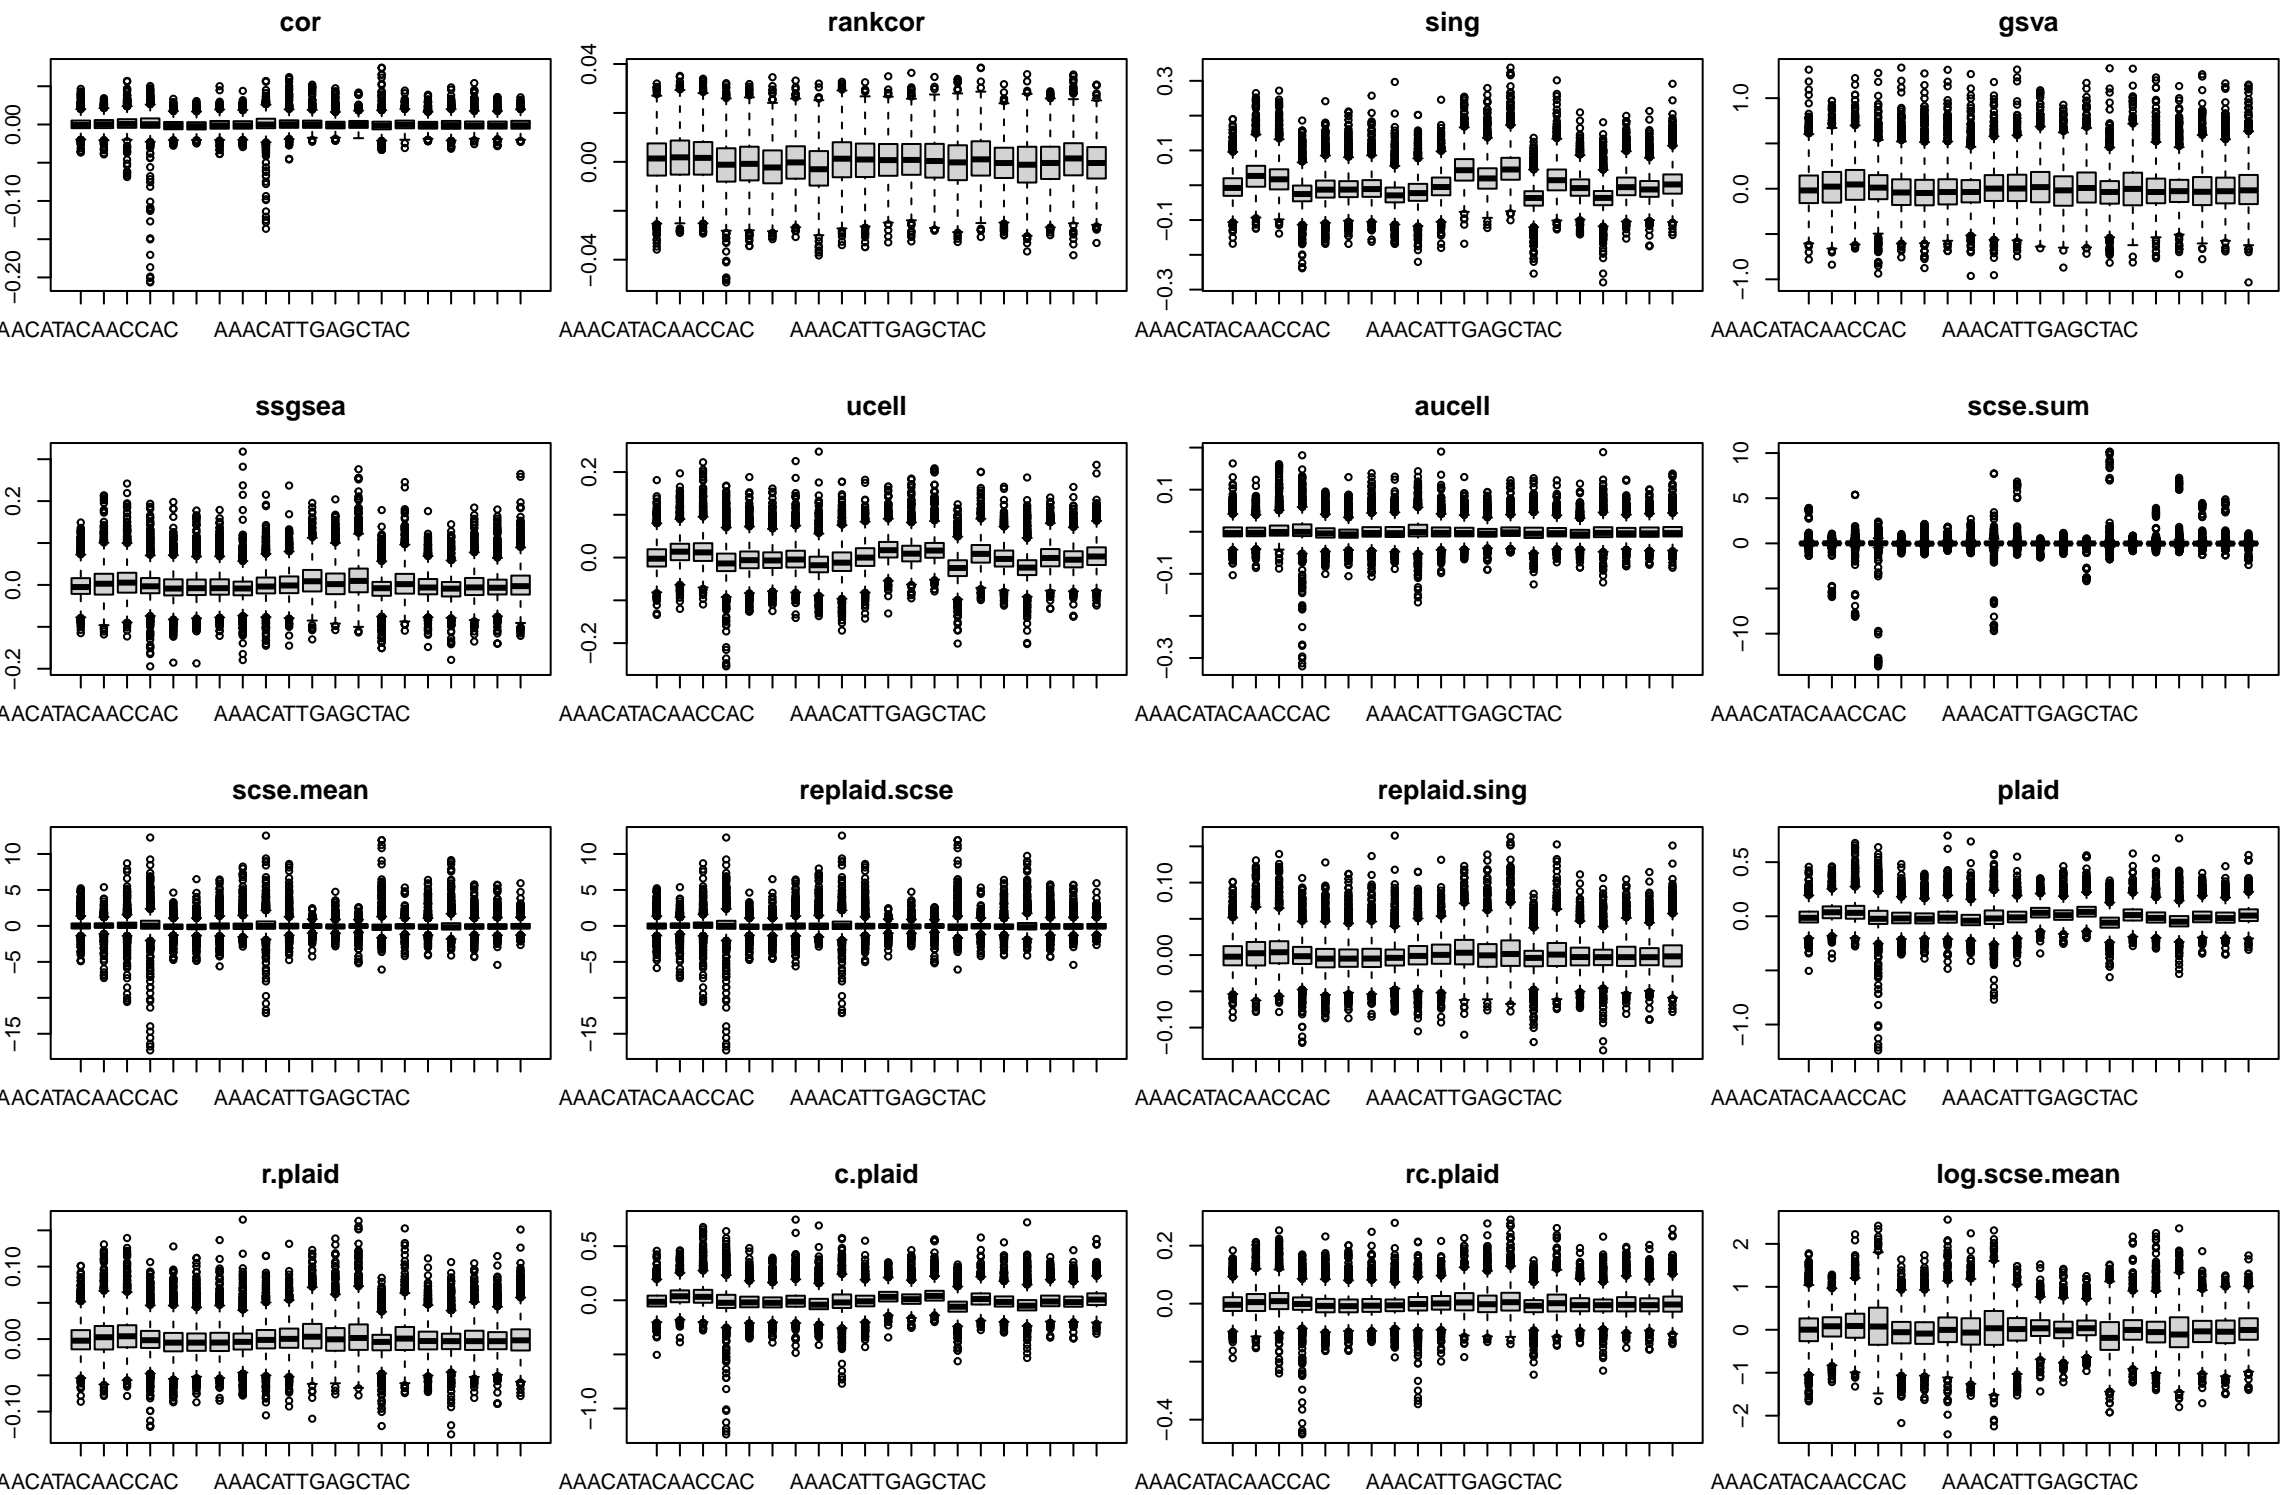 cor
0.00
−0.10
−0.20
AACATACAACCAC AAACATTGAGCTAC
rankcor
0.04
0.00
−0.04
AAACATACAACCAC AAACATTGAGCTAC
sing
0.3
0.1
−0.1
−0.3
AAACATACAACCAC AAACATTGAGCTAC
gsva
1.0
0.0
−1.0
AAACATACAACCAC AAACATTGAGCTAC
ssgsea
0.2
0.0
−0.2
AACATACAACCAC AAACATTGAGCTAC
ucell
0.2
0.0
−0.2
AAACATACAACCAC AAACATTGAGCTAC
aucell
0.1
−0.1
−0.3
AAACATACAACCAC AAACATTGAGCTAC
scse.sum
10
5
0
−10
AAACATACAACCAC AAACATTGAGCTAC
scse.mean
10
5
0
−5
−15
AACATACAACCAC AAACATTGAGCTAC
replaid.scse
10
5
0
−5
−15
AAACATACAACCAC AAACATTGAGCTAC
replaid.sing
0.10
0.00
−0.10
AAACATACAACCAC AAACATTGAGCTAC
plaid
0.5
0.0
−1.0
AAACATACAACCAC AAACATTGAGCTAC
r.plaid
0.10
0.00
−0.10
AACATACAACCAC AAACATTGAGCTAC
c.plaid
0.5
0.0
−1.0
AAACATACAACCAC AAACATTGAGCTAC
rc.plaid
0.2
0.0
−0.4
AAACATACAACCAC AAACATTGAGCTAC
log.scse.mean
2
1
0
−1
−2
AAACATACAACCAC AAACATTGAGCTAC